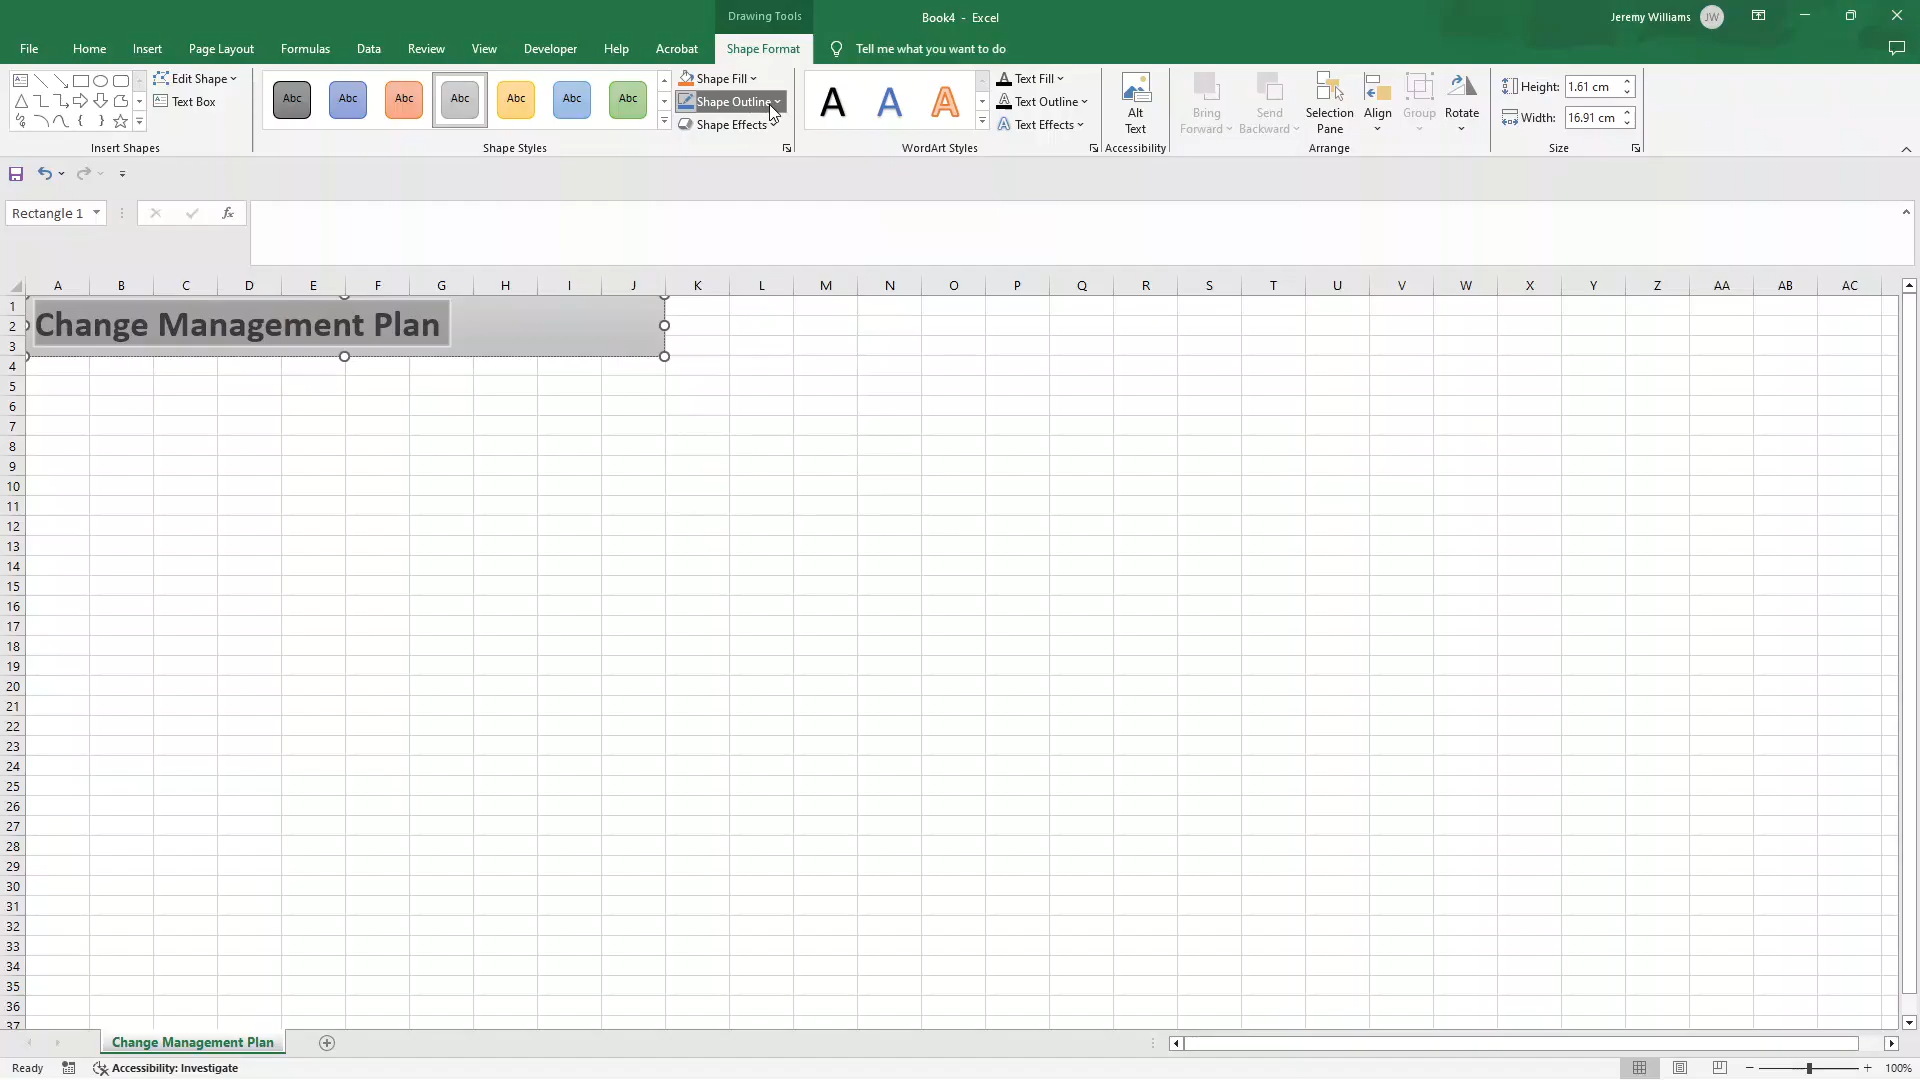 Drawing Tools
Book4 - Excel
Jeremy Williams JW
File Home Insert Page Layout Formulas Data Review View Developer Help Acrobat Shape Format Tell me what you want to do
Edit Shape
Text Box
Insert Shapes
Abc Abc Abc Abc Abc Abc Abc
Shape Styles
Shape Fill
Shape Outline
Shape Effects
A A A
WordArt Styles
Text Fill
Text Outline
Text Effects
Alt
Text
Accessibility
Bring
Forward
Send
Backward
Selection
Pane
Align
Group
Rotate
Arrange
Height: 1.61 cm
Width: 16.91 cm
Size
Rectangle 1
fx
A B C D E F G H I J K L M N O P Q R S T U V W X Y Z AA AB AC
1
2
3
4
5
6
7
8
9
10
11
12
13
14
15
16
17
18
19
20
21
22
23
24
25
26
27
28
29
30
31
32
33
34
35
36
37
Change Management Plan
Change Management Plan
Ready
Accessibility: Investigate
100%